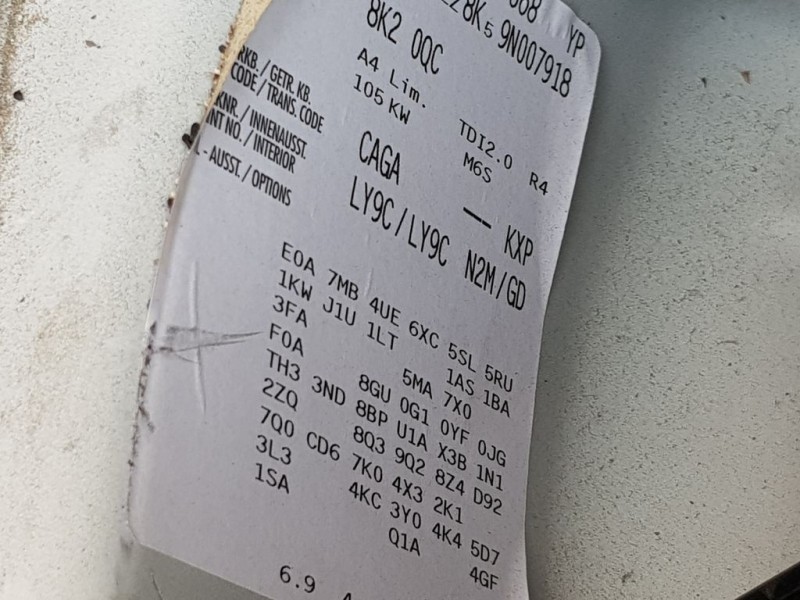 668 YP
8K5 9N007918
8K2 0QC
A4 Lim. TDI2.0 R4
105 KW M6S
RKB. / GETR. KB.
CODE / TRANS. CODE
CAGA — KXP
KNR. / INNENAUSST.
INT NO. / INTERIOR
LY9C/LY9C N2M/GD
L - AUSST. / OPTIONS
E0A 7MB 4UE 6XC 5SL 5RU
1KW J1U 1LT 1AS 1BA
3FA 5MA 7X0
F0A 8GU 0G1 0YF 0JG
TH3 3ND 8BP U1A X3B 1N1
2ZQ 8Q3 9Q2 8Z4 D92
7Q0 CD6 7K0 4X3 2K1
3L3 4KC 3Y0 4K4 5D7
1SA Q1A 4GF
6.9